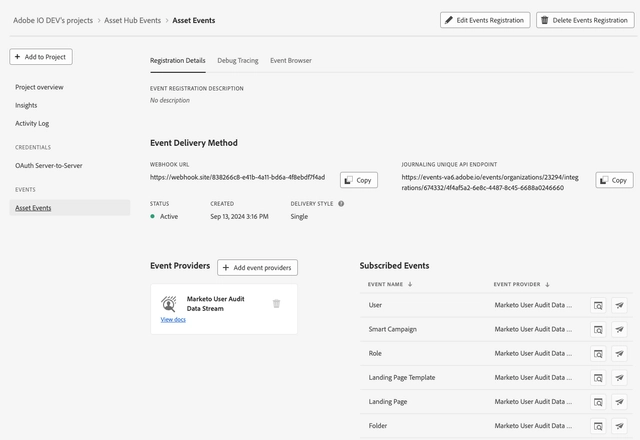 Adobe IO DEV's projects > Asset Hub Events > Asset Events
Edit Events Registration
Delete Events Registration
+ Add to Project
Project overview
Insights
Activity Log
CREDENTIALS
OAuth Server-to-Server
EVENTS
Asset Events
Registration Details Debug Tracing Event Browser
EVENT REGISTRATION DESCRIPTION
No description
Event Delivery Method
WEBHOOK URL
https://webhook.site/838266c8-e41b-4a11-bd6a-4f8ebdf7f4ad
Copy
JOURNALING UNIQUE API ENDPOINT
https://events-va6.adobe.io/events/organizations/23294/integ
rations/674332/4f4af5a2-6e8c-4487-8c45-6688a0246660
Copy
STATUS CREATED DELIVERY STYLE ?
Active Sep 13, 2024 3:16 PM Single
Event Providers
+ Add event providers
Marketo User Audit
Data Stream
View docs
Subscribed Events
EVENT NAME ↓ EVENT PROVIDER ↓
User Marketo User Audit Data ...
Smart Campaign Marketo User Audit Data ...
Role Marketo User Audit Data ...
Landing Page Template Marketo User Audit Data ...
Landing Page Marketo User Audit Data ...
Folder Marketo User Audit Data ...